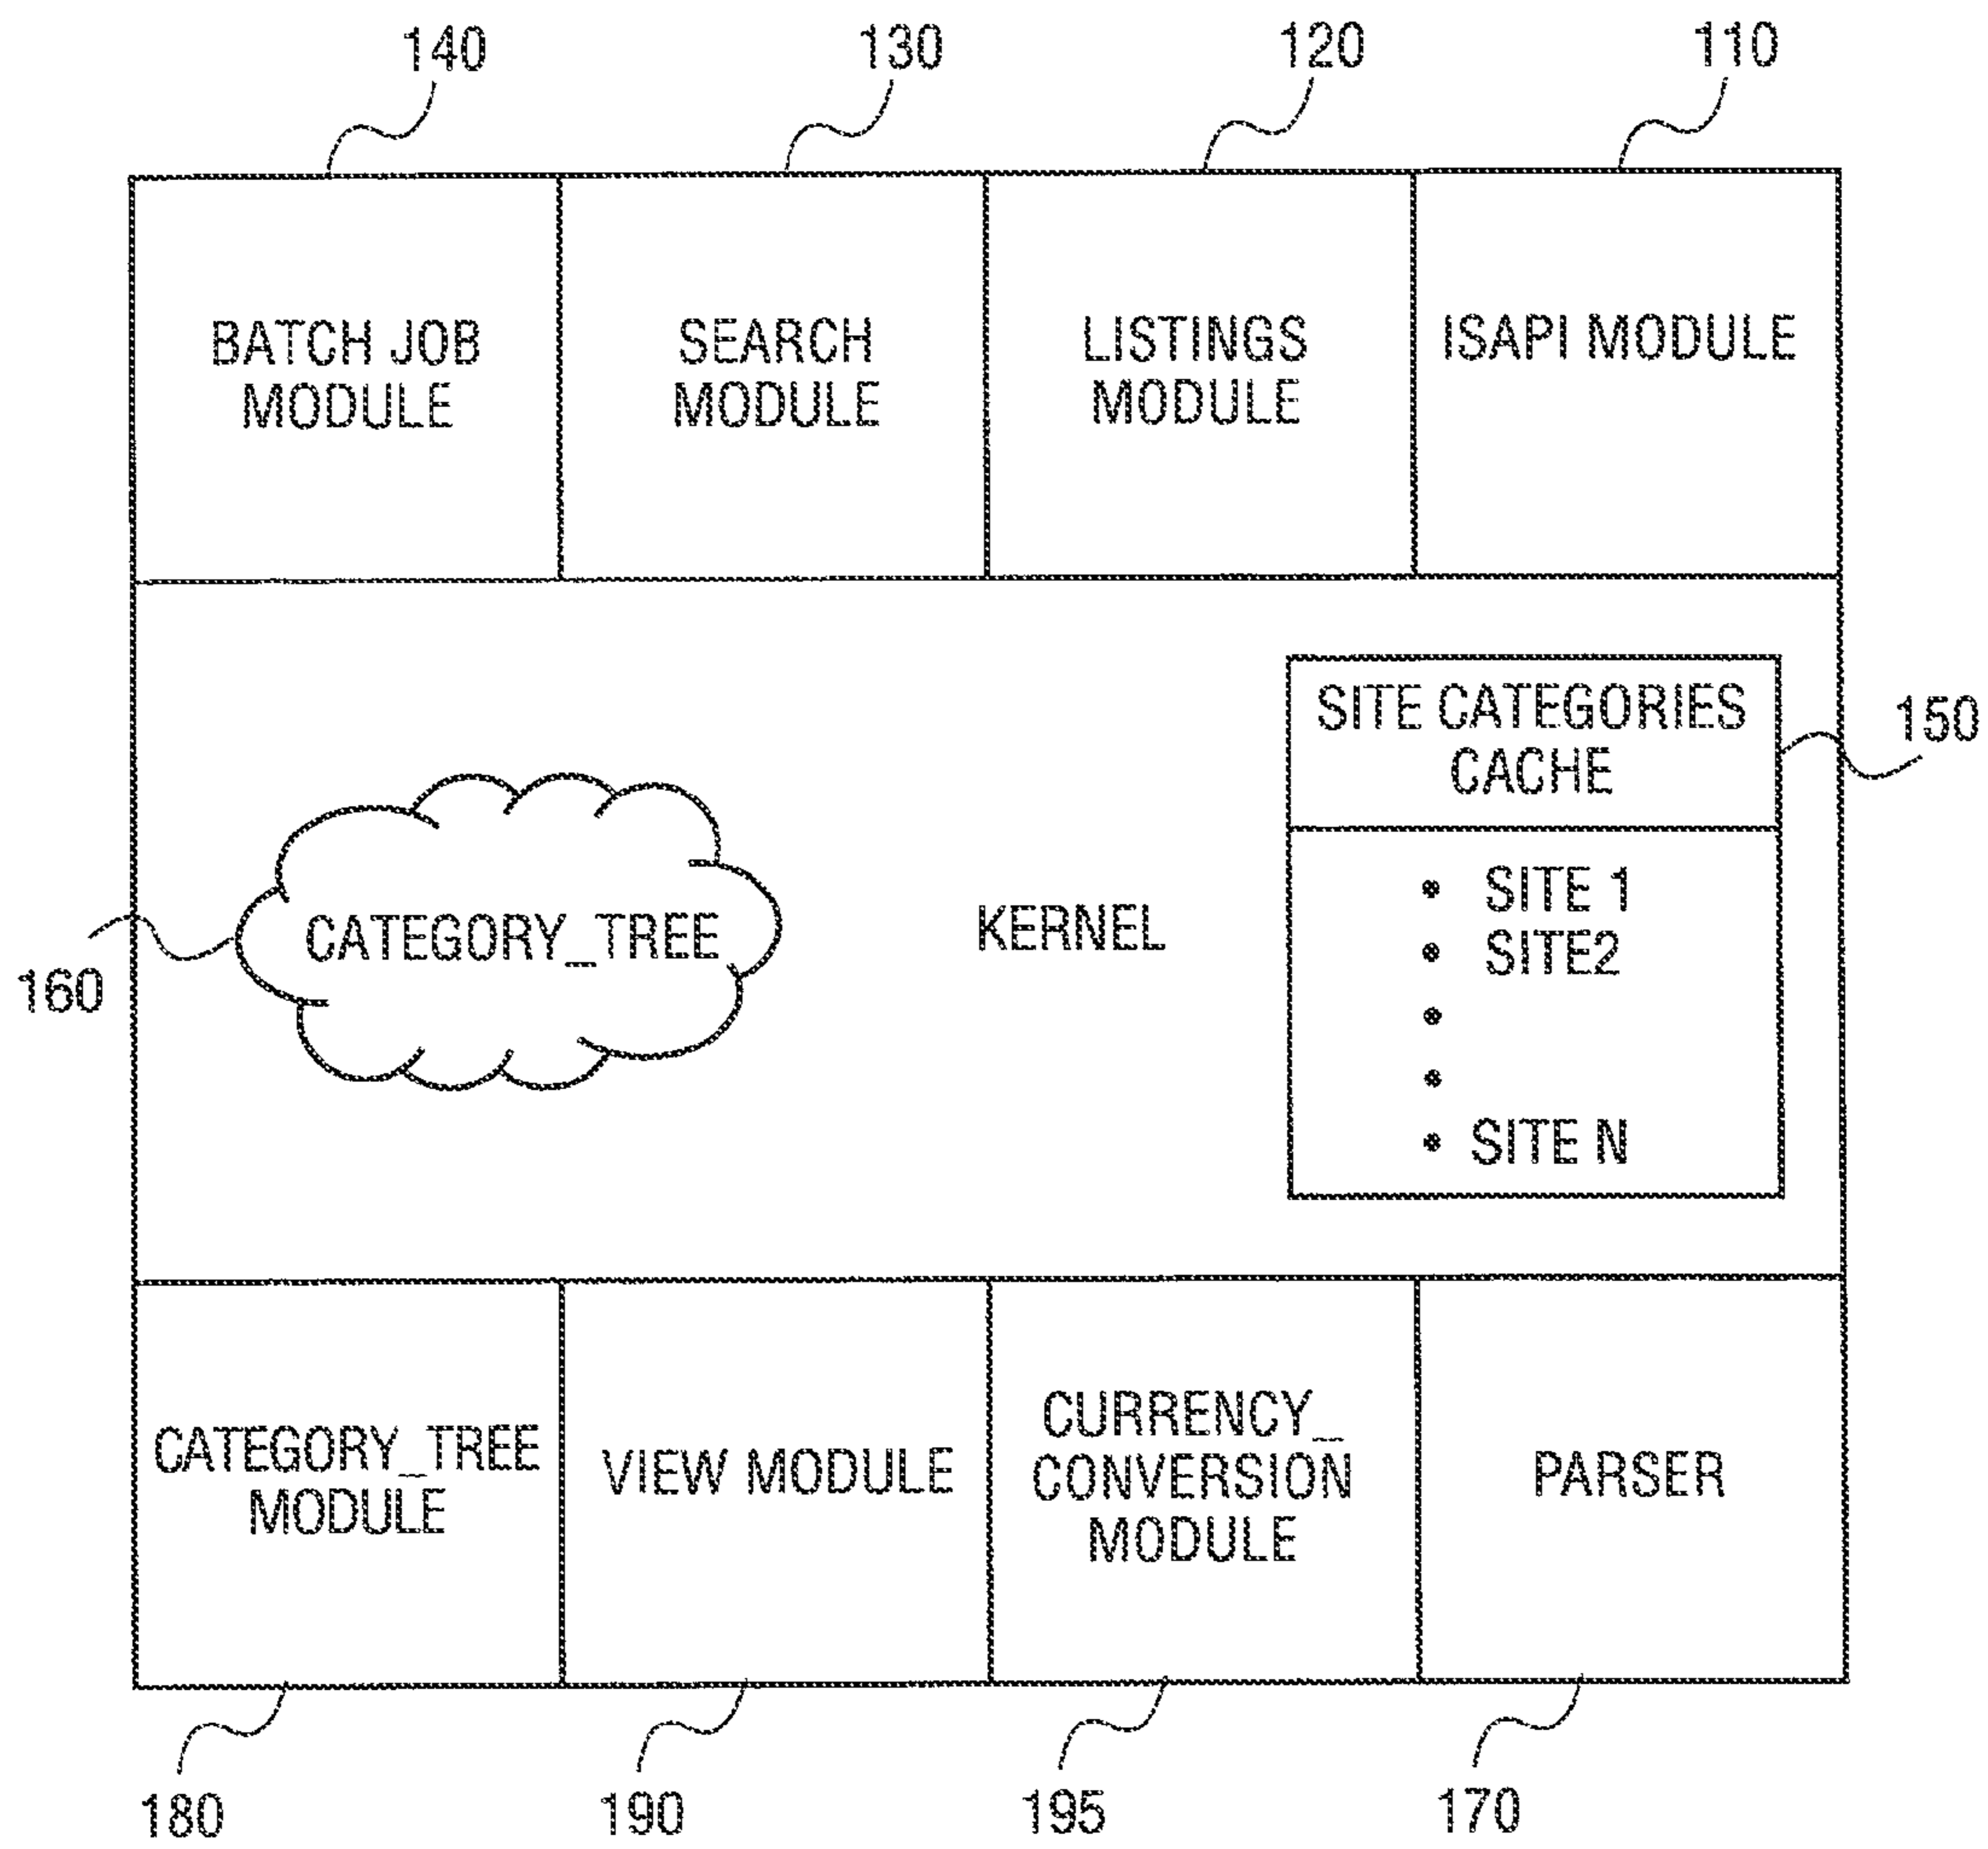 140
130
120
110
BATCH JOB
MODULE
SEARCH
MODULE
LISTINGS
MODULE
ISAPI MODULE
SITE CATEGORIES
CACHE
150
• SITE 1
• SITE2
•
•
• SITE N
CATEGORY_TREE
KERNEL
160
CATEGORY_TREE
MODULE
VIEW MODULE
CURRENCY_
CONVERSION
MODULE
PARSER
180
190
195
170